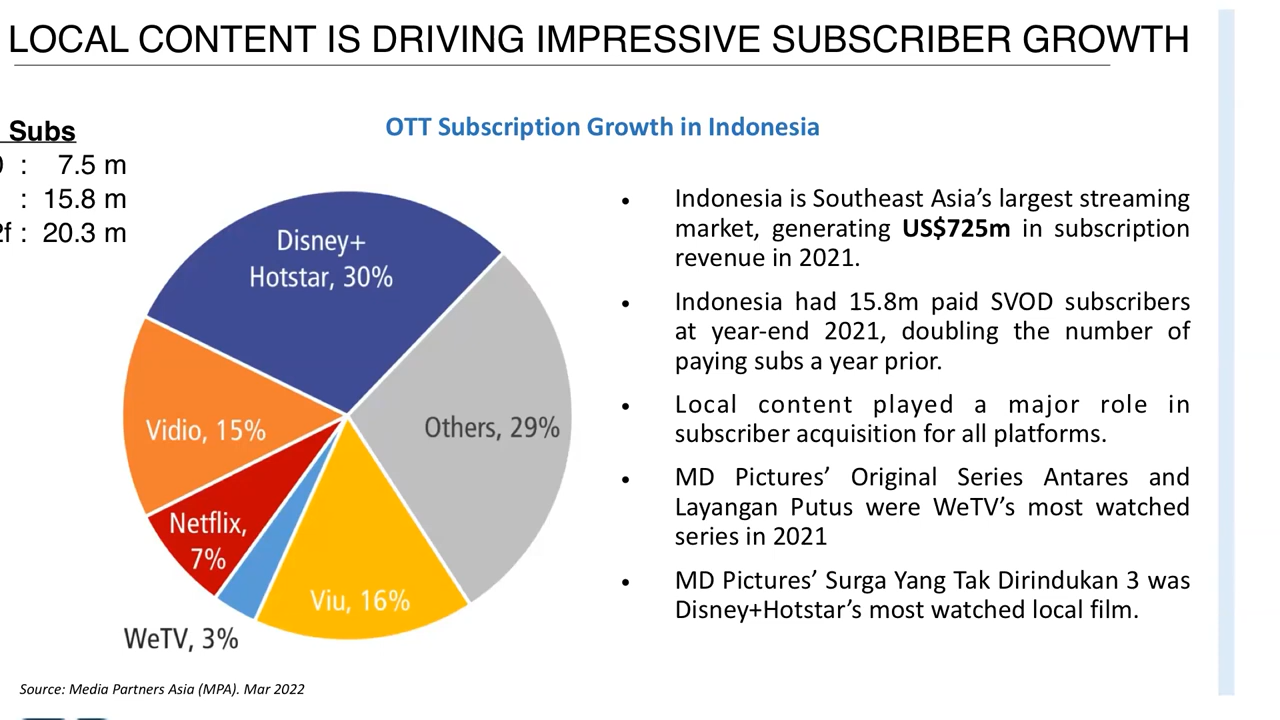 LOCAL CONTENT IS DRIVING IMPRESSIVE SUBSCRIBER GROWTH
Subs
: 7.5 m
: 15.8 m
: 20.3 m
OTT Subscription Growth in Indonesia
Disney+
Hotstar, 30%
Others, 29%
Vidio, 15%
Netflix,
7%
Viu, 16%
WeTV, 3%
• Indonesia is Southeast Asia’s largest streaming
market, generating US$725m in subscription
revenue in 2021.
• Indonesia had 15.8m paid SVOD subscribers
at year-end 2021, doubling the number of
paying subs a year prior.
• Local content played a major role in
subscriber acquisition for all platforms.
• MD Pictures’ Original Series Antares and
Layangan Putus were WeTV’s most watched
series in 2021
• MD Pictures’ Surga Yang Tak Dirindukan 3 was
Disney+Hotstar’s most watched local film.
Source: Media Partners Asia (MPA). Mar 2022